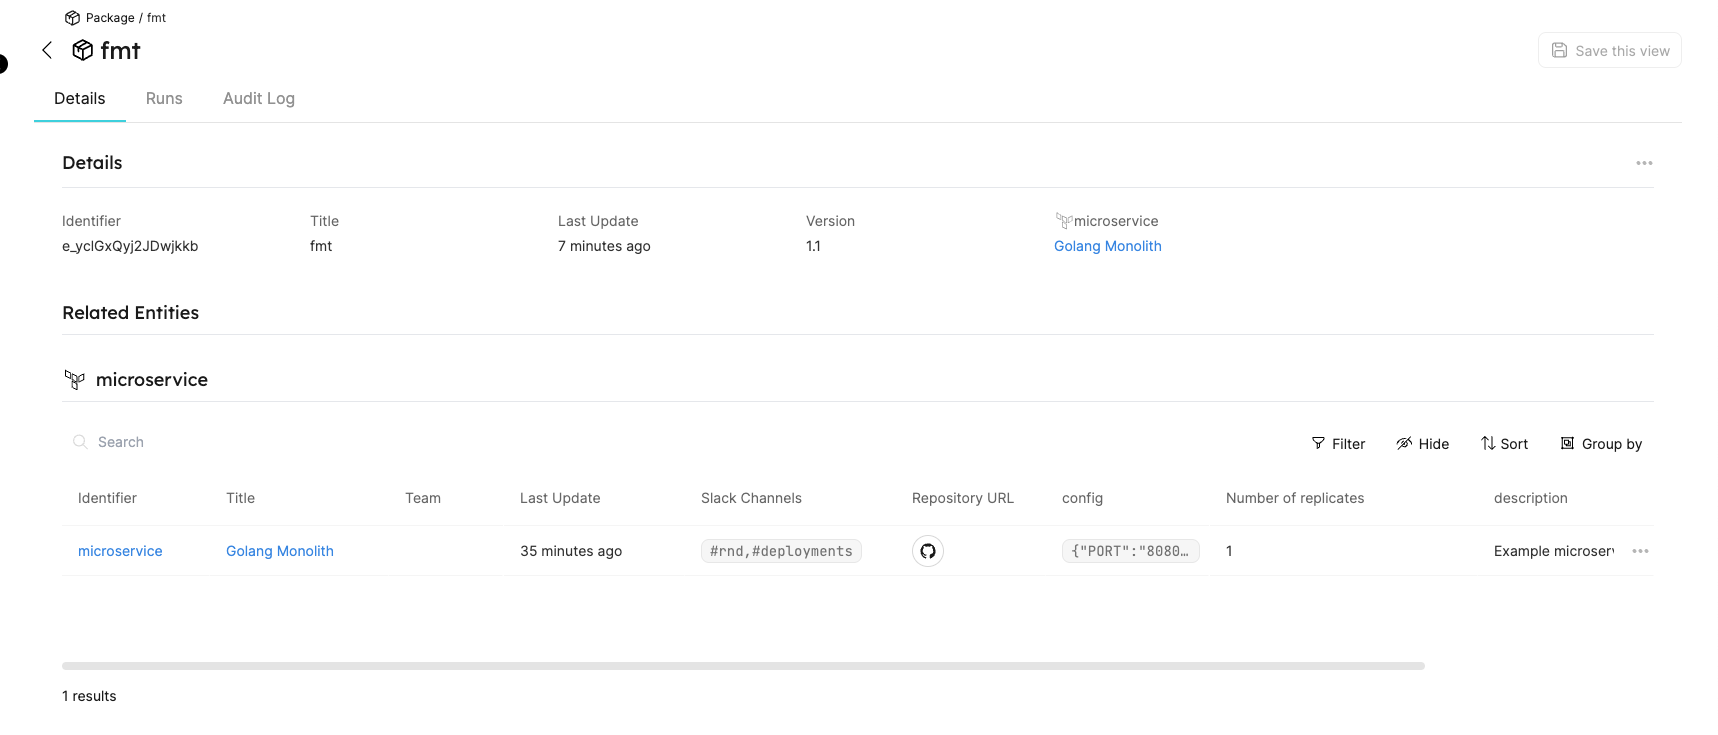 Package / fmt
fmt
Save this view
Details Runs Audit Log
Details
Identifier Title Last Update Version microservice
e_yclGxQyj2JDwjkkb fmt 7 minutes ago 1.1 Golang Monolith
Related Entities
microservice
Search Filter Hide Sort Group by
Identifier Title Team Last Update Slack Channels Repository URL config Number of replicates description
microservice Golang Monolith 35 minutes ago #rnd,#deployments {"PORT":"8080… 1 Example microser
1 results